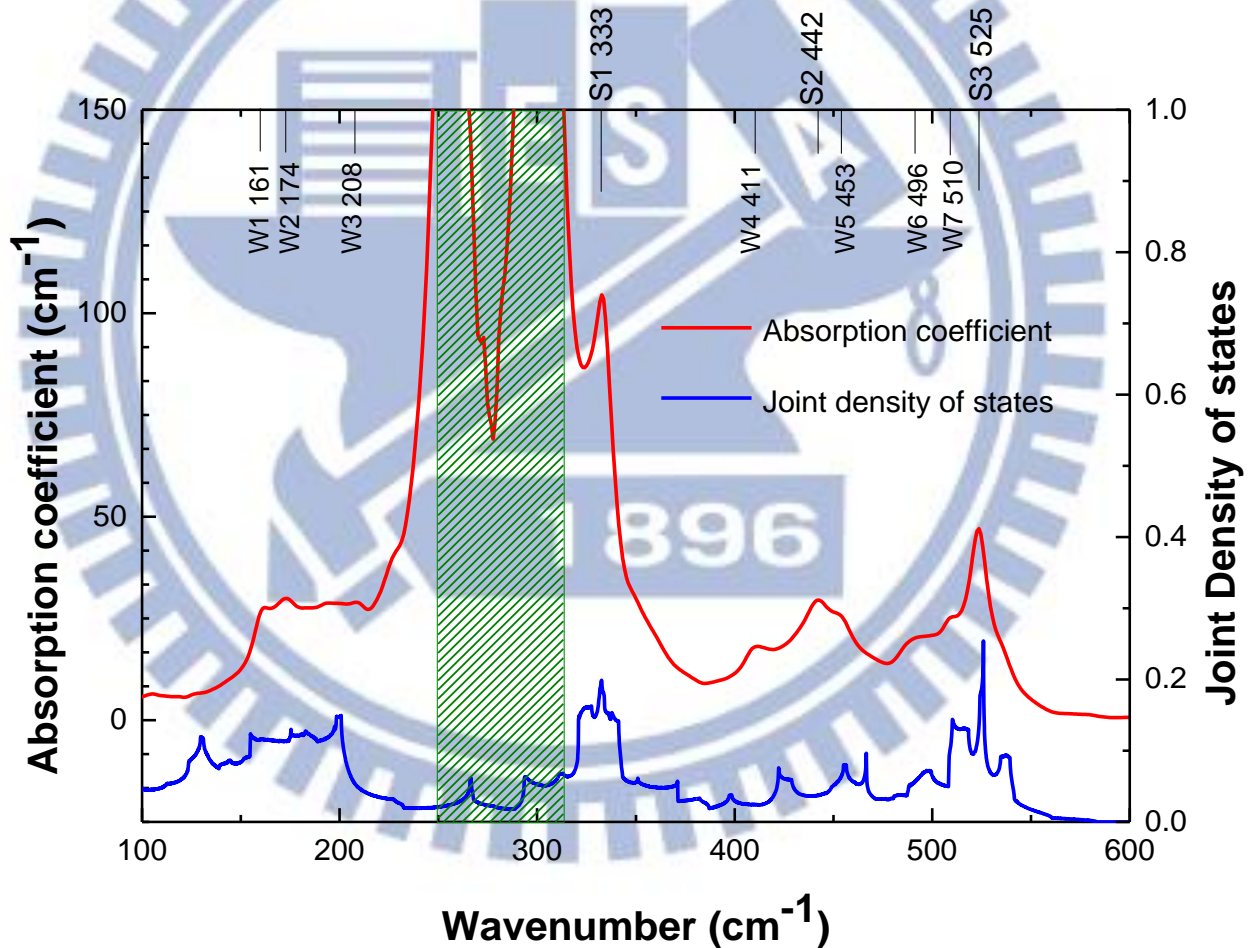 S1 333
S2 442
S3 525
150
100
50
0
1.0
0.8
0.6
0.4
0.2
0.0
W1 161
W2 174
W3 208
W4 411
W5 453
W6 496
W7 510
Absorption coefficient
Joint density of states
ES
A
1896
100
200
300
400
500
600
Wavenumber (cm⁻¹)
Absorption coefficient (cm⁻¹)
Joint Density of states